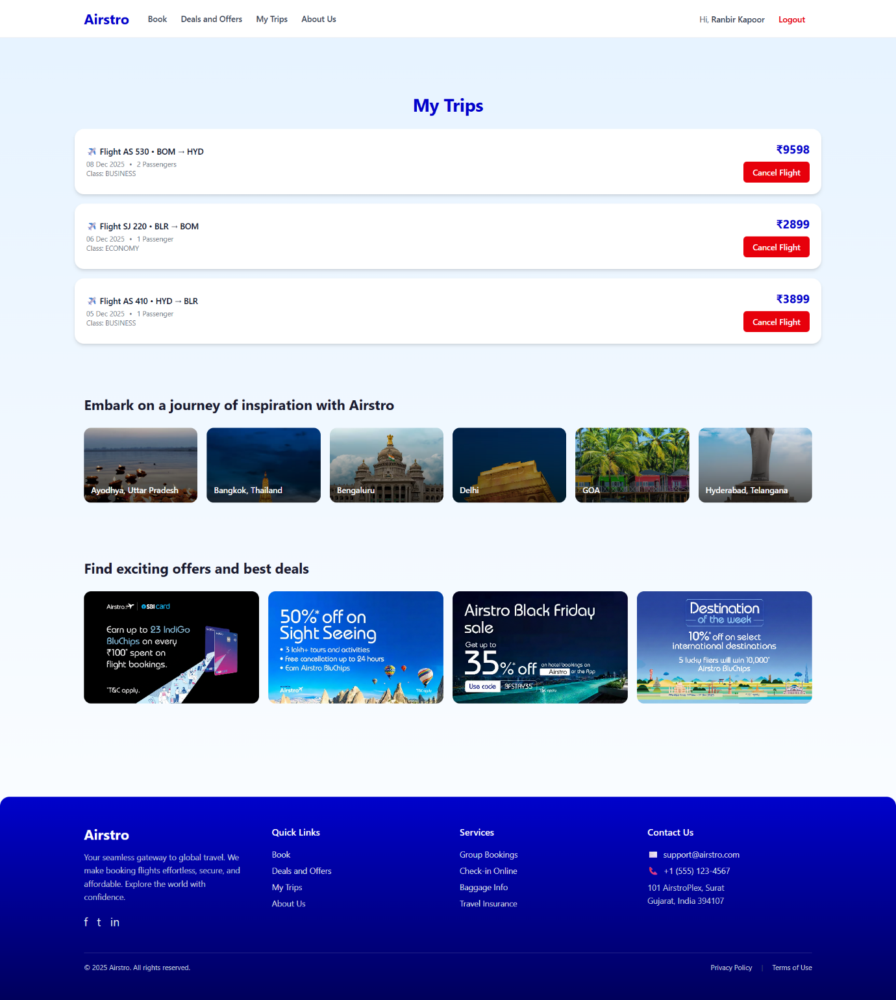 Airstro Book Deals and Offers My Trips About Us Hi, Ranbir Kapoor Logout
My Trips
Flight AS 530 • BOM → HYD
08 Dec 2025 • 2 Passengers
Class: BUSINESS
₹9598
Cancel Flight
Flight SJ 220 • BLR → BOM
06 Dec 2025 • 1 Passenger
Class: ECONOMY
₹2899
Cancel Flight
Flight AS 410 • HYD → BLR
05 Dec 2025 • 1 Passenger
Class: BUSINESS
₹3899
Cancel Flight
Embark on a journey of inspiration with Airstro
Ayodhya, Uttar Pradesh
Bangkok, Thailand
Bengaluru
Delhi
GOA
Hyderabad, Telangana
Find exciting offers and best deals
Airstro. SBI card
Earn up to 23 IndiGo
BluChips on every
₹100* spent on
flight bookings.
*T&C apply.
50%* off on
Sight Seeing
• 3 lakh+ tours and activities
• Free cancellation up to 24 hours
• Earn Airstro BluChips
Airstro
*T&C apply
Airstro Black Friday
sale
Get up to
35%* off on hotel bookings on
Airstro or the App
Use code BFSTAY35 T&C apply
Destination
of the week
10%* off on select
international destinations
5 lucky fliers will win 10,000*
Airstro BluChips
Airstro
Your seamless gateway to global travel. We
make booking flights effortless, secure, and
affordable. Explore the world with
confidence.
f t in
Quick Links
Book
Deals and Offers
My Trips
About Us
Services
Group Bookings
Check-in Online
Baggage Info
Travel Insurance
Contact Us
support@airstro.com
+1 (555) 123-4567
101 AirstroPlex, Surat
Gujarat, India 394107
© 2025 Airstro. All rights reserved.
Privacy Policy | Terms of Use